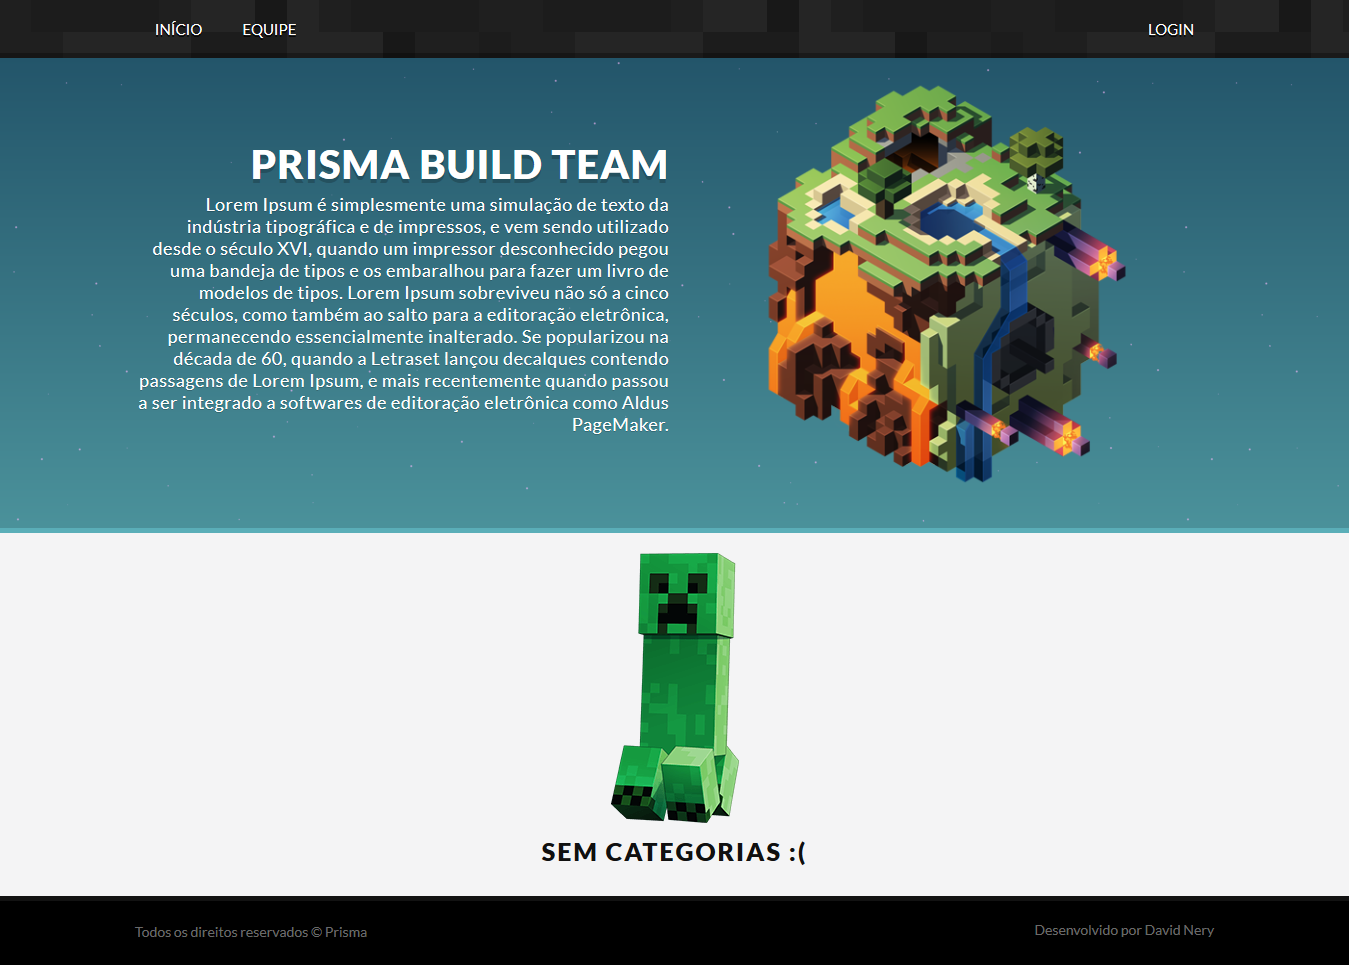 INÍCIO EQUIPE LOGIN
PRISMA BUILD TEAM
Lorem Ipsum é simplesmente uma simulação de texto da
indústria tipográfica e de impressos, e vem sendo utilizado
desde o século XVI, quando um impressor desconhecido pegou
uma bandeja de tipos e os embaralhou para fazer um livro de
modelos de tipos. Lorem Ipsum sobreviveu não só a cinco
séculos, como também ao salto para a editoração eletrônica,
permanecendo essencialmente inalterado. Se popularizou na
década de 60, quando a Letraset lançou decalques contendo
passagens de Lorem Ipsum, e mais recentemente quando passou
a ser integrado a softwares de editoração eletrônica como Aldus
PageMaker.
SEM CATEGORIAS :(
Todos os direitos reservados © Prisma
Desenvolvido por David Nery